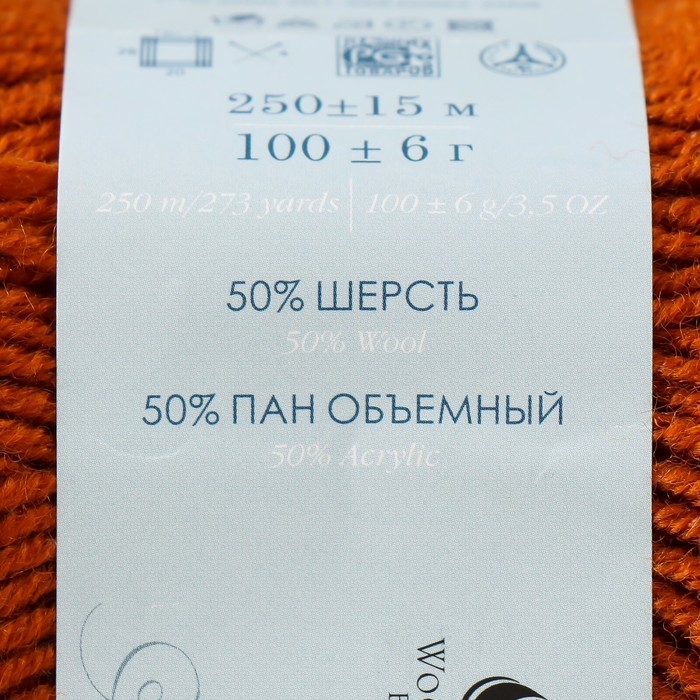 250±15 м
100 ± 6 г
250 m/273 yards | 100 ± 6 g/3,5 OZ
50% ШЕРСТЬ
50% Wool
50% ПАН ОБЪЕМНЫЙ
50% Acrylic